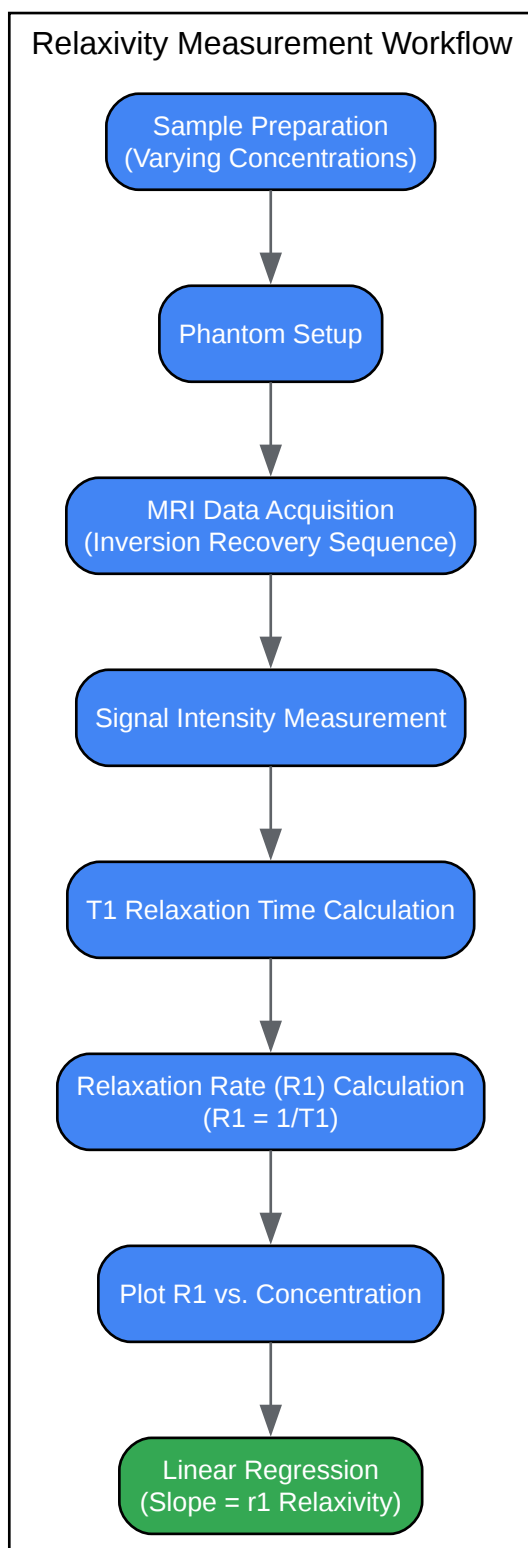 Relaxivity Measurement Workflow
Sample Preparation
(Varying Concentrations)
Phantom Setup
MRI Data Acquisition
(Inversion Recovery Sequence)
Signal Intensity Measurement
T1 Relaxation Time Calculation
Relaxation Rate (R1) Calculation
(R1 = 1/T1)
Plot R1 vs. Concentration
Linear Regression
(Slope = r1 Relaxivity)